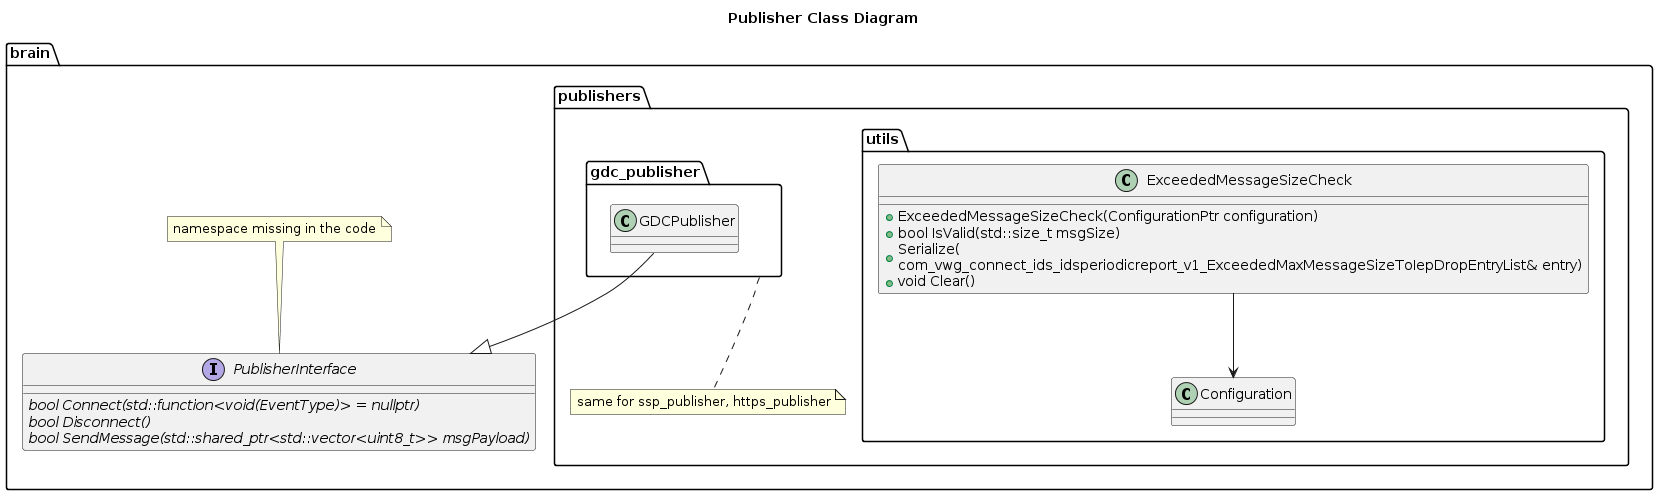 Publisher Class Diagram
brain
publishers
utils
C ExceededMessageSizeCheck
ExceededMessageSizeCheck(ConfigurationPtr configuration)
bool IsValid(std::size_t msgSize)
Serialize(
com_vwg_connect_ids_idsperiodicreport_v1_ExceededMaxMessageSizeToIepDropEntryList& entry)
void Clear()
gdc_publisher
C GDCPublisher
namespace missing in the code
I PublisherInterface
bool Connect(std::function<void(EventType)> = nullptr)
bool Disconnect()
bool SendMessage(std::shared_ptr<std::vector<uint8_t>> msgPayload)
same for ssp_publisher, https_publisher
C Configuration